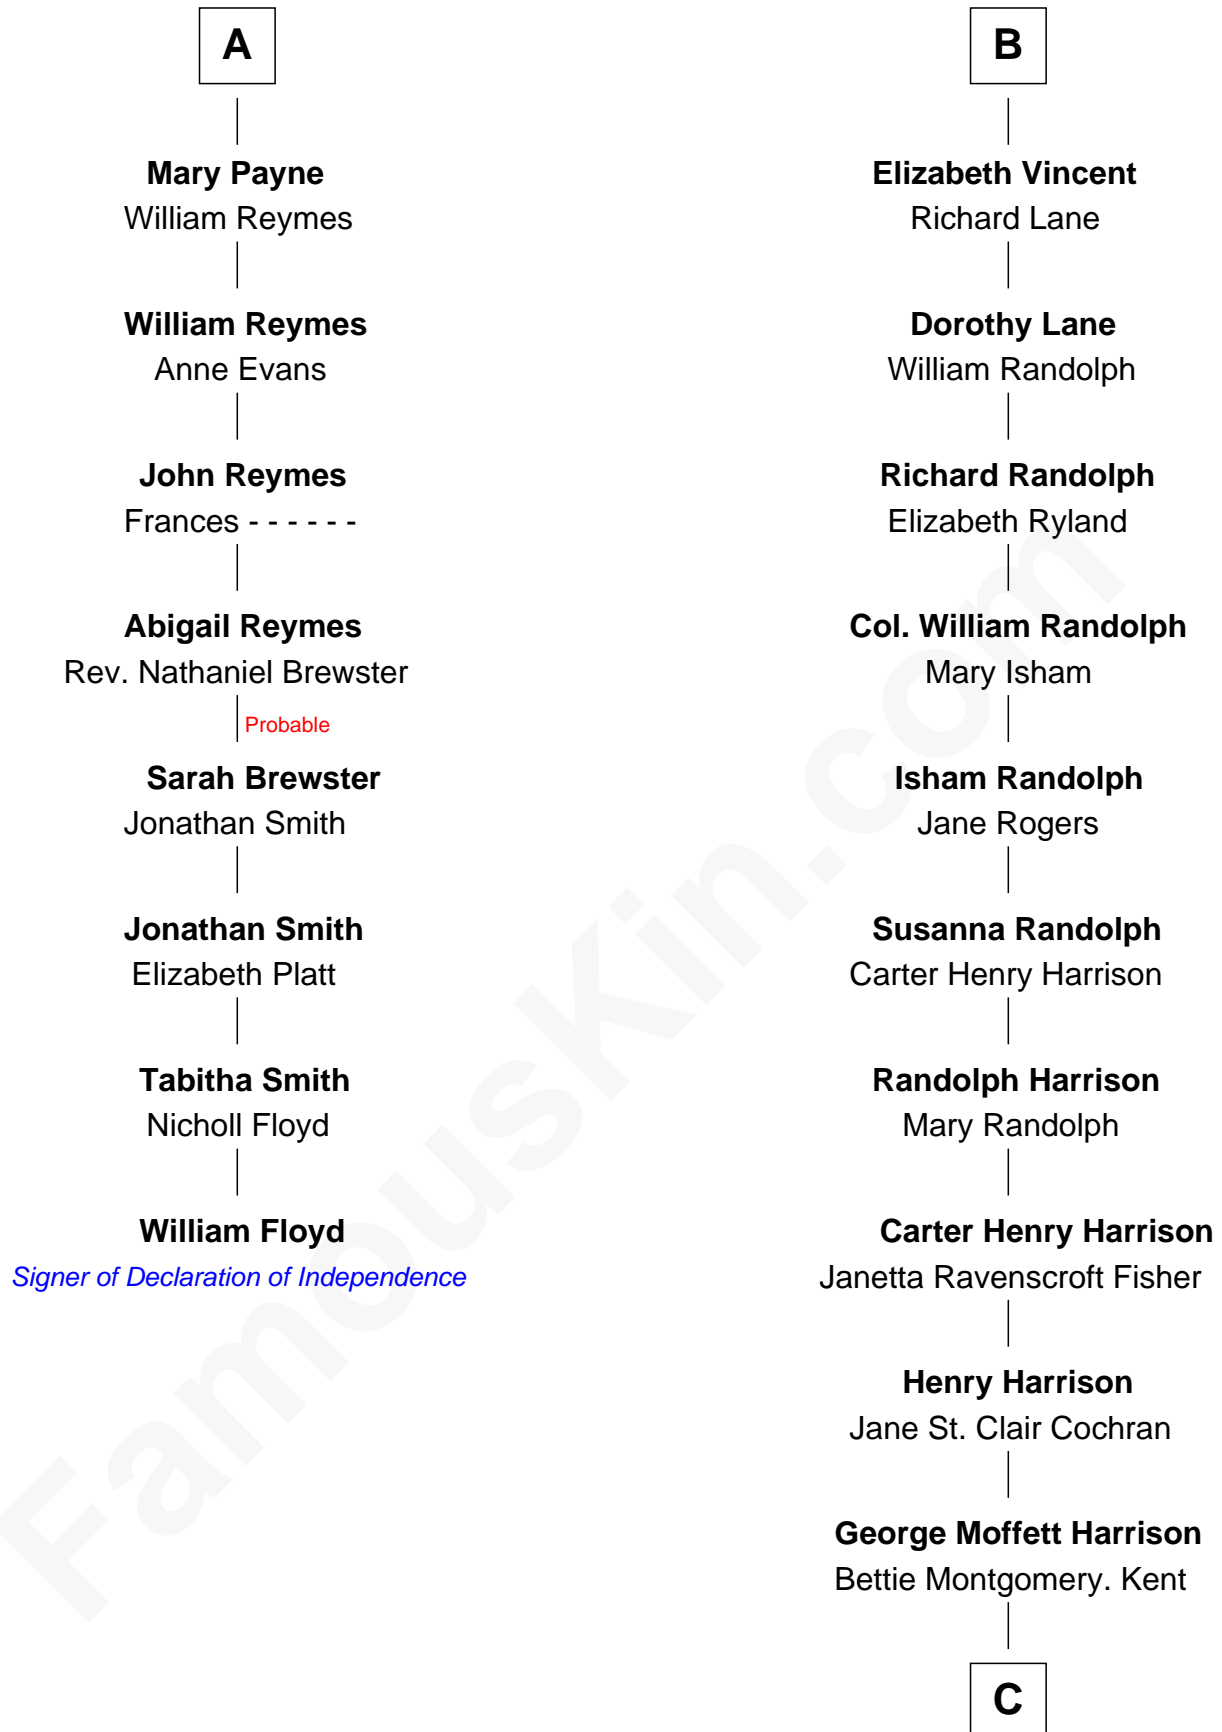 A
Mary Payne
William Reymes
William Reymes
Anne Evans
John Reymes
Frances - - - - - -
Abigail Reymes
Rev. Nathaniel Brewster
Probable
Sarah Brewster
Jonathan Smith
Jonathan Smith
Elizabeth Platt
Tabitha Smith
Nicholl Floyd
William Floyd
Signer of Declaration of Independence
B
Elizabeth Vincent
Richard Lane
Dorothy Lane
William Randolph
Richard Randolph
Elizabeth Ryland
Col. William Randolph
Mary Isham
Isham Randolph
Jane Rogers
Susanna Randolph
Carter Henry Harrison
Randolph Harrison
Mary Randolph
Carter Henry Harrison
Janetta Ravenscroft Fisher
Henry Harrison
Jane St. Clair Cochran
George Moffett Harrison
Bettie Montgomery. Kent
C
FamousKin.com